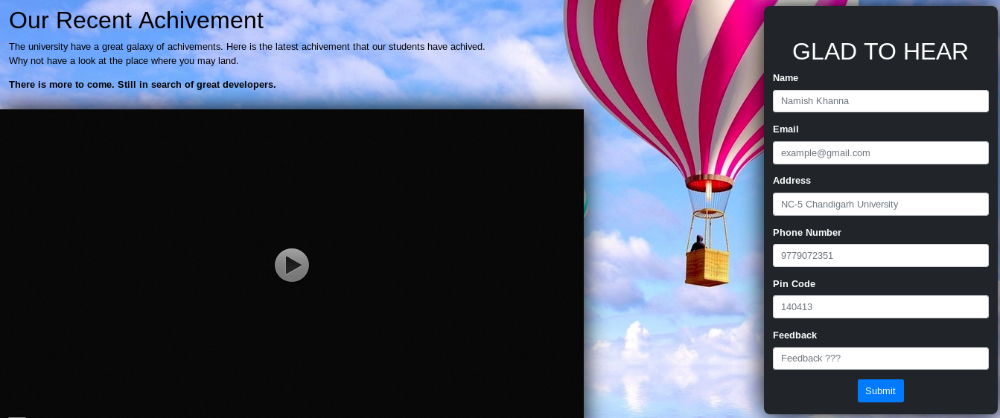 Our Recent Achivement
The university have a great galaxy of achivements. Here is the latest achivement that our students have achived.
Why not have a look at the place where you may land.
There is more to come. Still in search of great developers.
GLAD TO HEAR
Name
Namish Khanna
Email
example@gmail.com
Address
NC-5 Chandigarh University
Phone Number
9779072351
Pin Code
140413
Feedback
Feedback ???
Submit